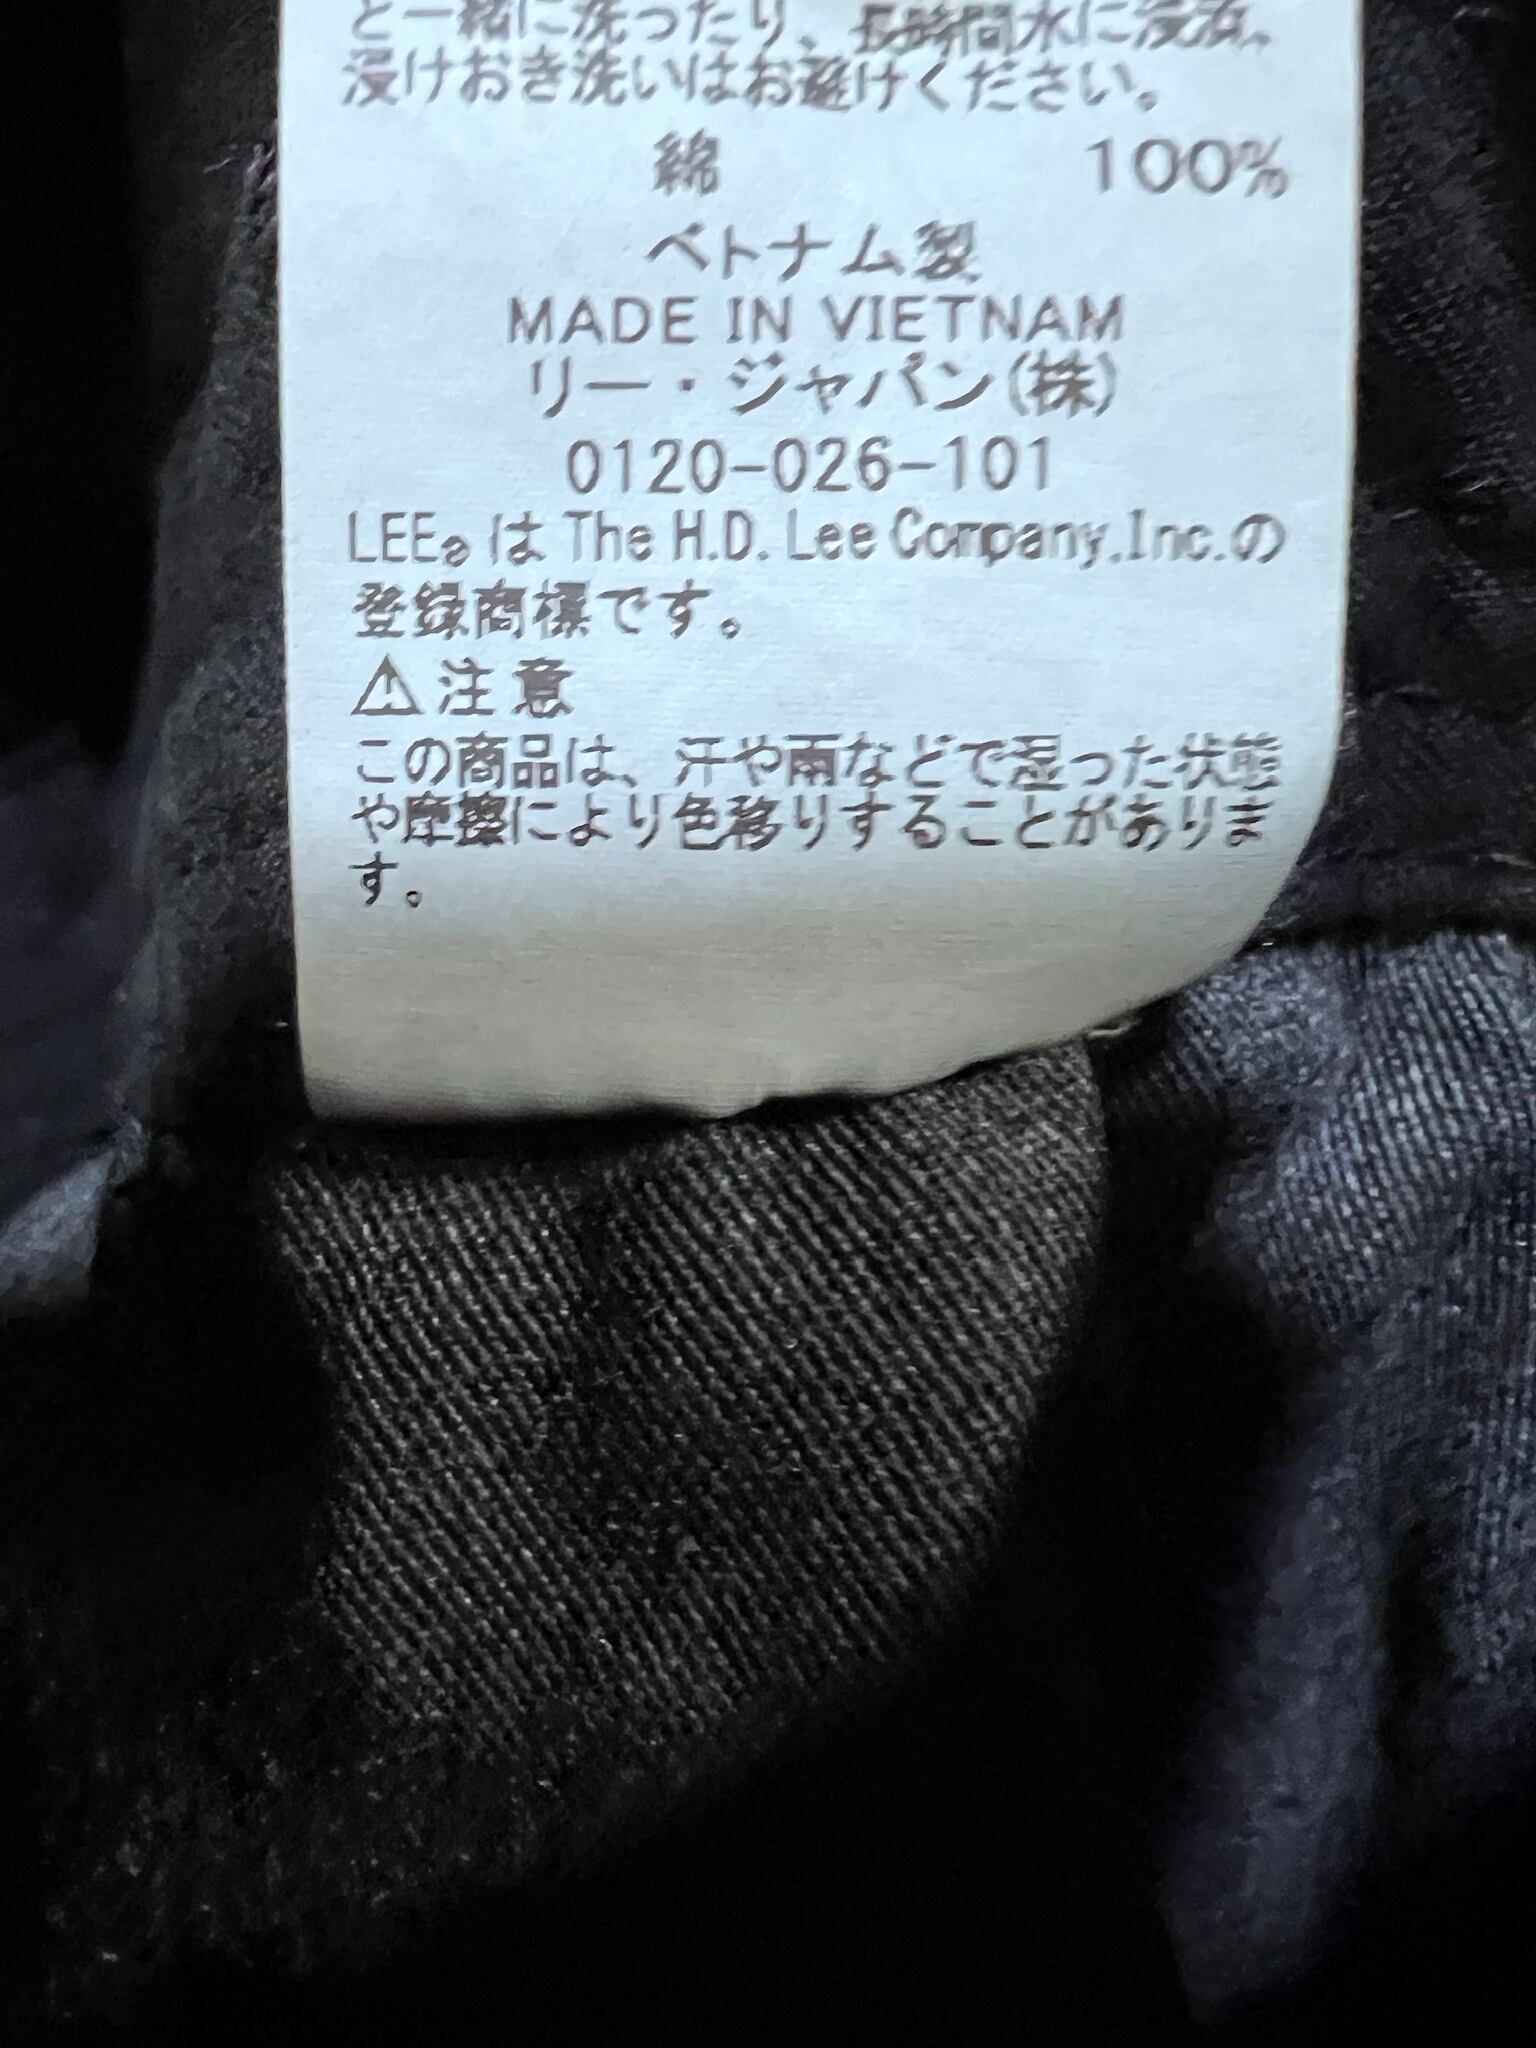 と一緒に洗ったり、長時間水に浸漬、
浸けおき洗いはお避けください。
綿 100%
ベトナム製
MADE IN VIETNAM
リー・ジャパン(株)
0120-026-101
LEE® は The H.D. Lee Company,Inc.の
登録商標です。
⚠注意
この商品は、汗や雨などで湿った状態
や摩擦により色移りすることがありま
す。